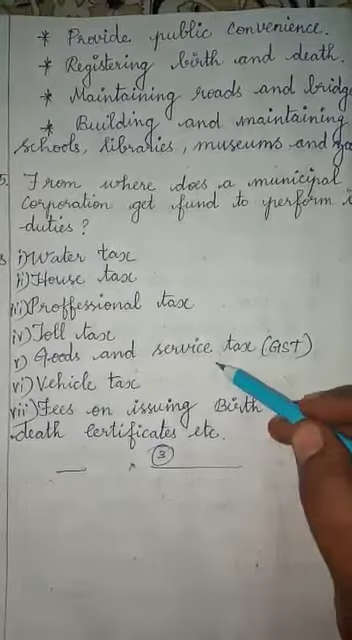 * Provide public convenience.
* Registering birth and death.
* Maintaining roads and
* Building and maintaining
schools, libraries, museums and
5. From where does a municipal
Corporation get fund to perform
duties?
i) Water tax
ii) House tax
iii) Proffessional tax
iv) Toll tax
v) Goods and service tax (GST)
vi) Vehicle tax
vii) Fees on issuing Birth
death certificates etc.
3